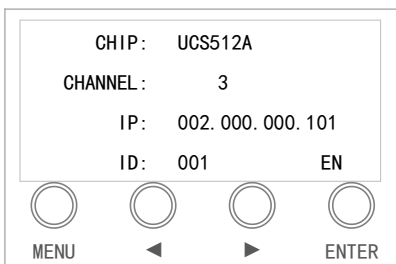 CHIP: UCS512A
CHANNEL: 3
IP: 002.000.000.101
ID: 001 EN
MENU ◀ ▶ ENTER